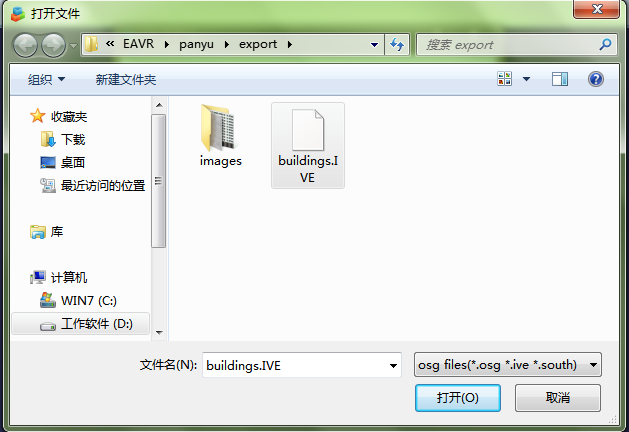 打开文件
« EAVR panyu export
搜索 export
组织 新建文件夹
收藏夹
下载
桌面
最近访问的位置
库
计算机
WIN7 (C:)
工作软件 (D:)
images
buildings.I
VE
文件名(N): buildings.IVE
osg files(*.osg *.ive *.south)
打开(O) 取消